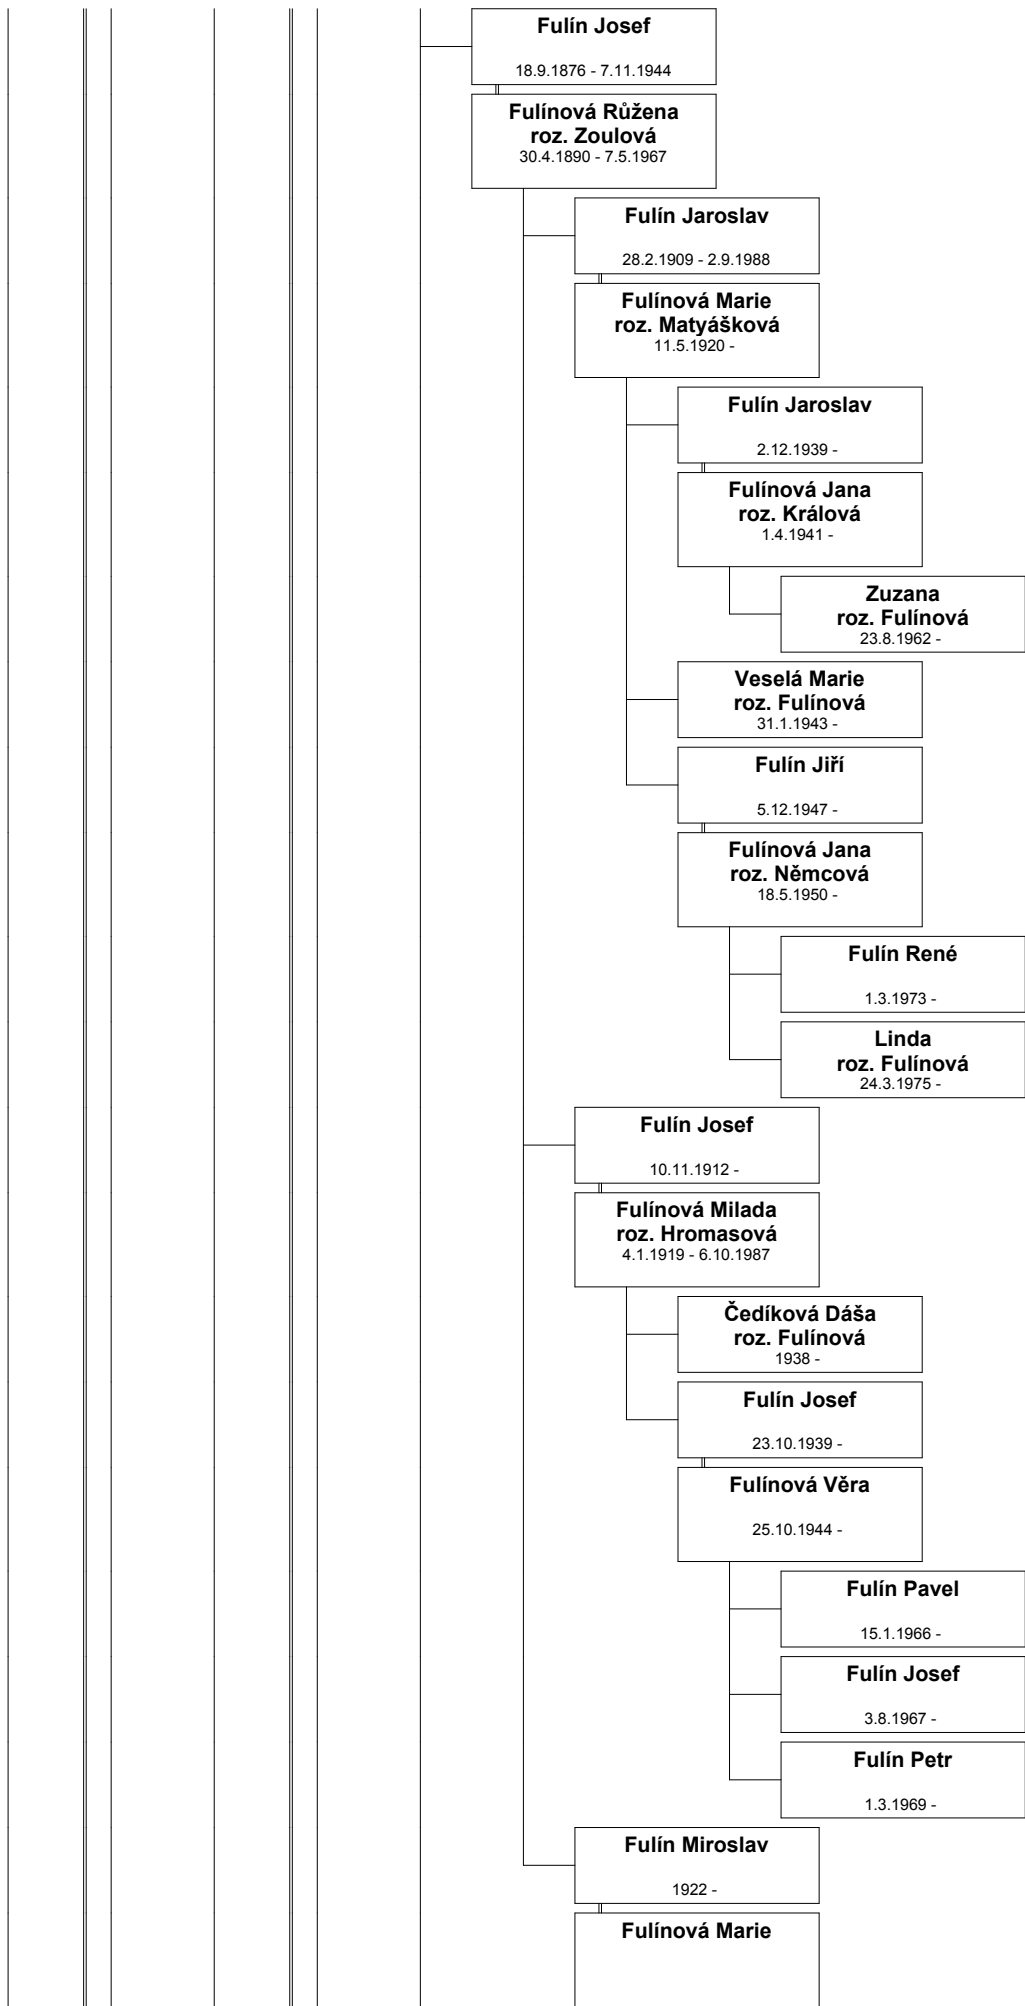 Fulín Josef
18.9.1876 - 7.11.1944
Fulínová Růžena
roz. Zoulová
30.4.1890 - 7.5.1967
Fulín Jaroslav
28.2.1909 - 2.9.1988
Fulínová Marie
roz. Matyášková
11.5.1920 -
Fulín Jaroslav
2.12.1939 -
Fulínová Jana
roz. Králová
1.4.1941 -
Zuzana
roz. Fulínová
23.8.1962 -
Veselá Marie
roz. Fulínová
31.1.1943 -
Fulín Jiří
5.12.1947 -
Fulínová Jana
roz. Němcová
18.5.1950 -
Fulín René
1.3.1973 -
Linda
roz. Fulínová
24.3.1975 -
Fulín Josef
10.11.1912 -
Fulínová Milada
roz. Hromasová
4.1.1919 - 6.10.1987
Čedíková Dáša
roz. Fulínová
1938 -
Fulín Josef
23.10.1939 -
Fulínová Věra
25.10.1944 -
Fulín Pavel
15.1.1966 -
Fulín Josef
3.8.1967 -
Fulín Petr
1.3.1969 -
Fulín Miroslav
1922 -
Fulínová Marie